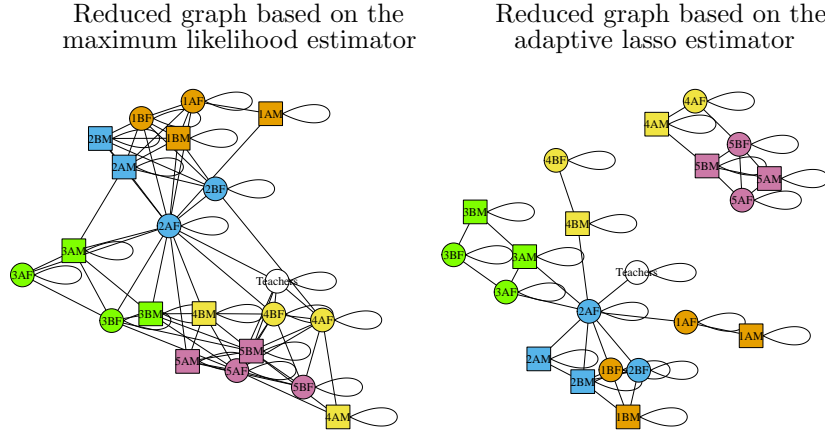 Reduced graph based on the
maximum likelihood estimator
1AF
1BF
1AM
2BM
1BM
2AM
2BF
2AF
3AM
3AF
Teachers
3BF
3BM
4BM
4BF
4AF
5AM
5BM
5AF
5BF
4AM
Reduced graph based on the
adaptive lasso estimator
4AF
4AM
5BF
5BM
5AM
5AF
4BF
3BM
4BM
3BF
3AM
Teachers
3AF
2AF
1AF
1AM
2AM
2BM
1BF
2BF
1BM